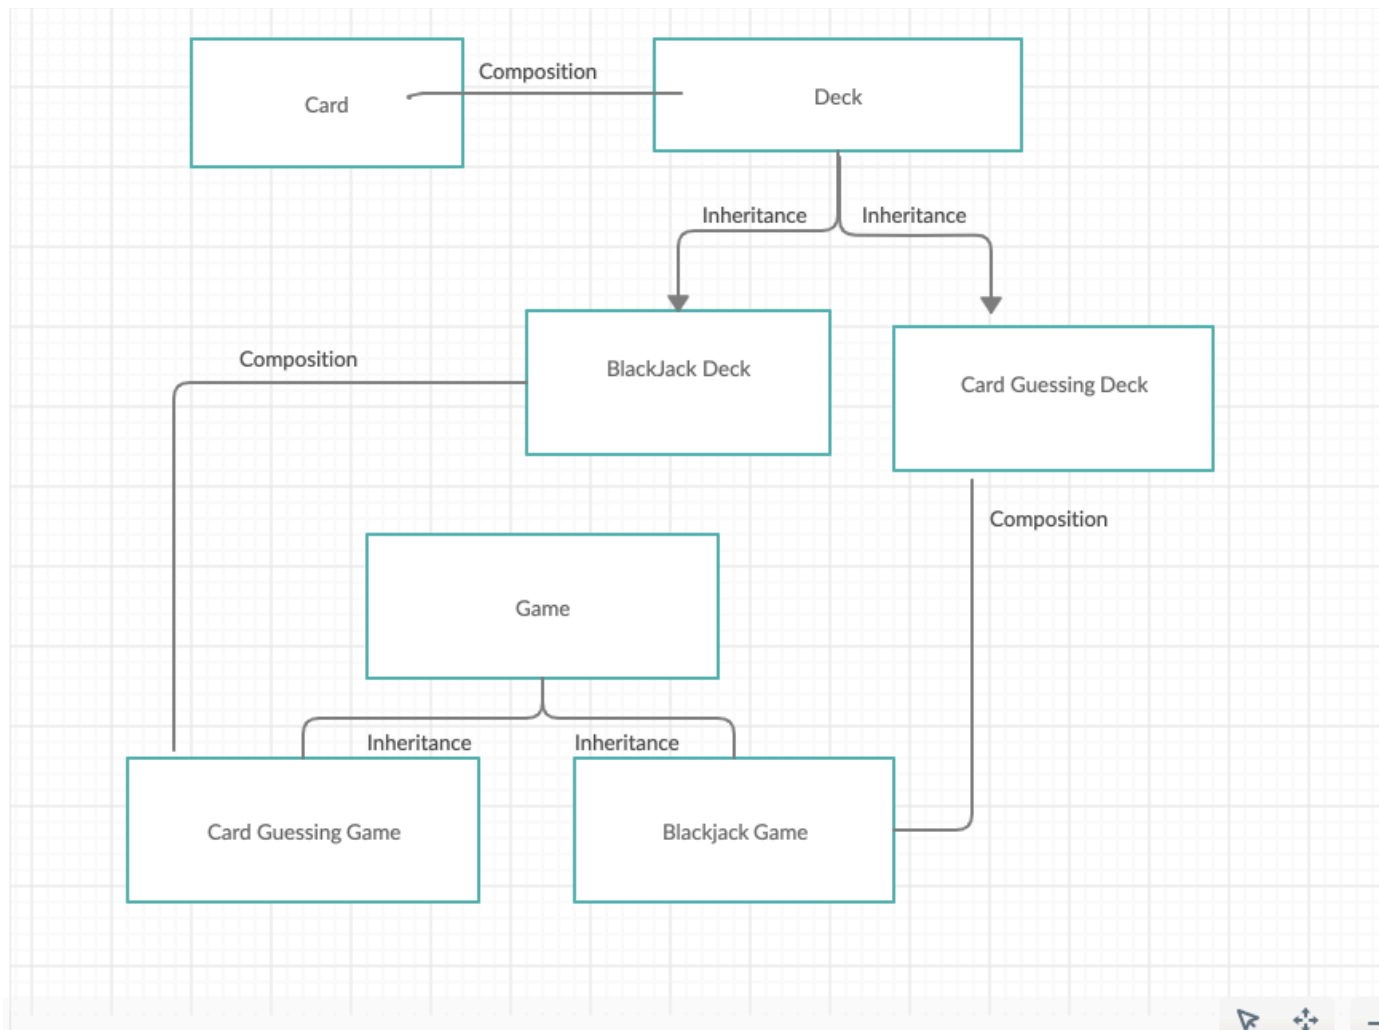 Composition
Card
Deck
Inheritance
Inheritance
Composition
BlackJack Deck
Card Guessing Deck
Composition
Game
Inheritance
Inheritance
Card Guessing Game
Blackjack Game